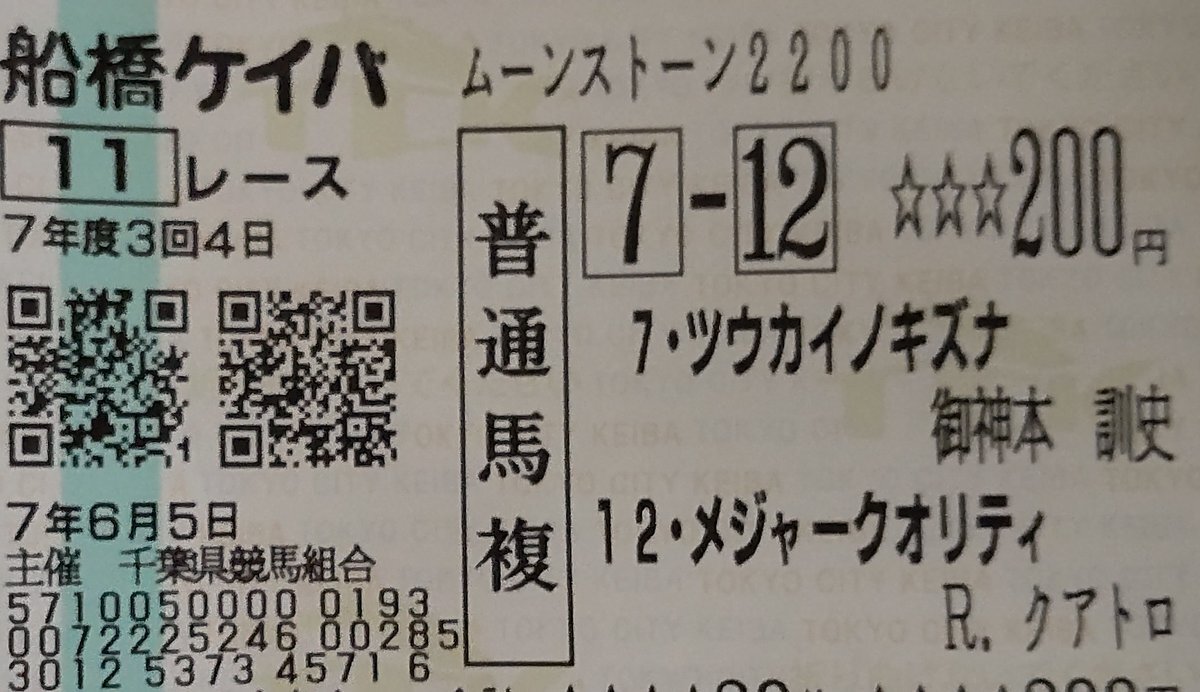 船橋ケイバ
ムーンストーン2200
11レース
7年度3回4日
普通馬複
7-12 ☆☆☆200円
7・ツウカイノキズナ
御神本 訓史
12・メジャークオリティ
R.クアトロ
7年6月5日
主催 千葉県競馬組合
5710050000 0193
0072225246 00285
3012 5373 4571 6